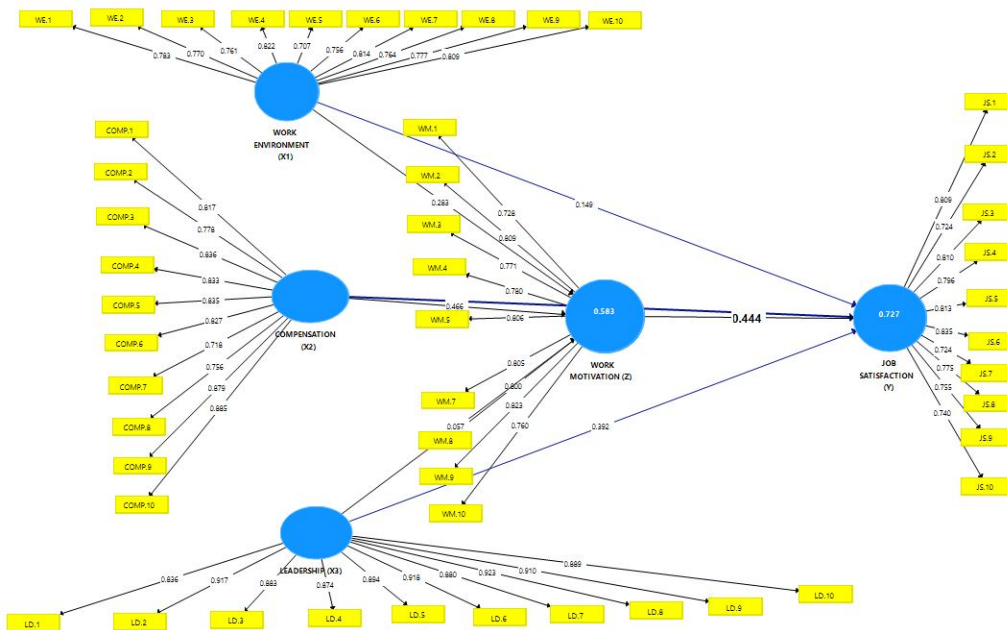 WE.1 WE.2 WE.3 WE.4 WE.5 WE.6 WE.7 WE.8 WE.9 WE.10
0.783 0.770 0.761 0.822 0.707 0.756 0.814 0.764 0.777 0.809
WORK
ENVIRONMENT
(X1)
COMP.1
COMP.2
COMP.3
COMP.4
COMP.5
COMP.6
COMP.7
COMP.8
COMP.9
COMP.10
0.817
0.778
0.836
0.833
0.835
0.827
0.718
0.756
0.879
0.885
COMPENSATION
(X2)
WM.1
WM.2
WM.3
WM.4
WM.5
WM.7
WM.8
WM.9
WM.10
0.728
0.809
0.771
0.780
0.806
0.805
0.800
0.823
0.760
0.283
0.466
0.057
0.583
WORK
MOTIVATION (Z)
0.149
0.444
0.392
0.727
JOB
SATISFACTION
(Y)
JS.1
JS.2
JS.3
JS.4
JS.5
JS.6
JS.7
JS.8
JS.9
JS.10
0.809
0.724
0.810
0.796
0.813
0.835
0.724
0.775
0.755
0.740
LEADERSHIP (X3)
0.836 0.917 0.883 0.874 0.894 0.918 0.880 0.923 0.910 0.889
LD.1 LD.2 LD.3 LD.4 LD.5 LD.6 LD.7 LD.8 LD.9 LD.10